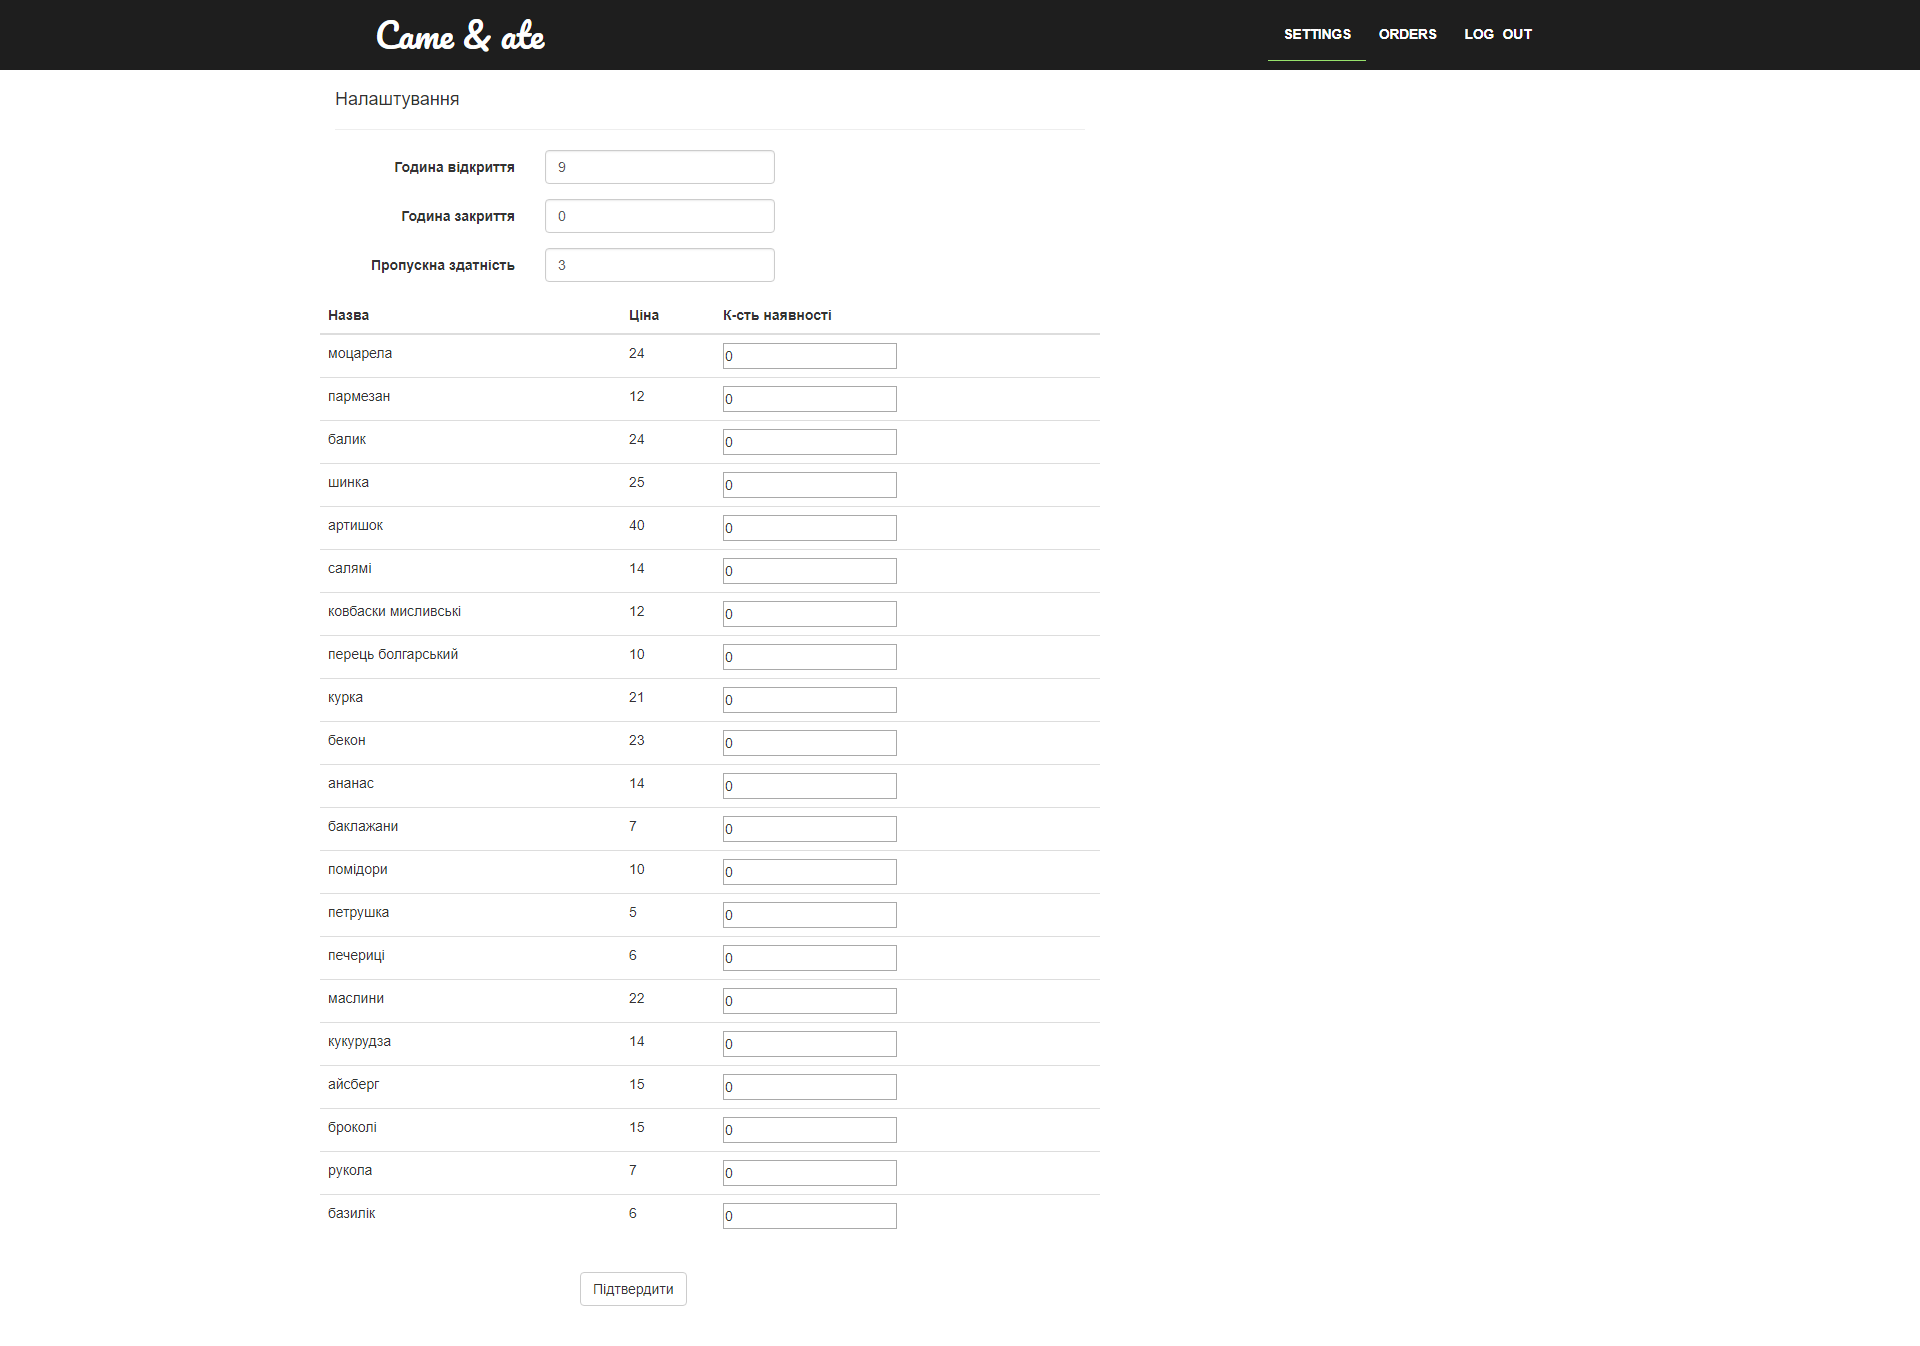 Came & ate
SETTINGS ORDERS LOG OUT
Налаштування
Година відкриття 9
Година закриття 0
Пропускна здатність 3
Назва Ціна К-сть наявності
моцарела 24 0
пармезан 12 0
балик 24 0
шинка 25 0
артишок 40 0
салямі 14 0
ковбаски мисливські 12 0
перець болгарський 10 0
курка 21 0
бекон 23 0
ананас 14 0
баклажани 7 0
помідори 10 0
петрушка 5 0
печериці 6 0
маслини 22 0
кукурудза 14 0
айсберг 15 0
броколі 15 0
рукола 7 0
базилік 6 0
Підтвердити